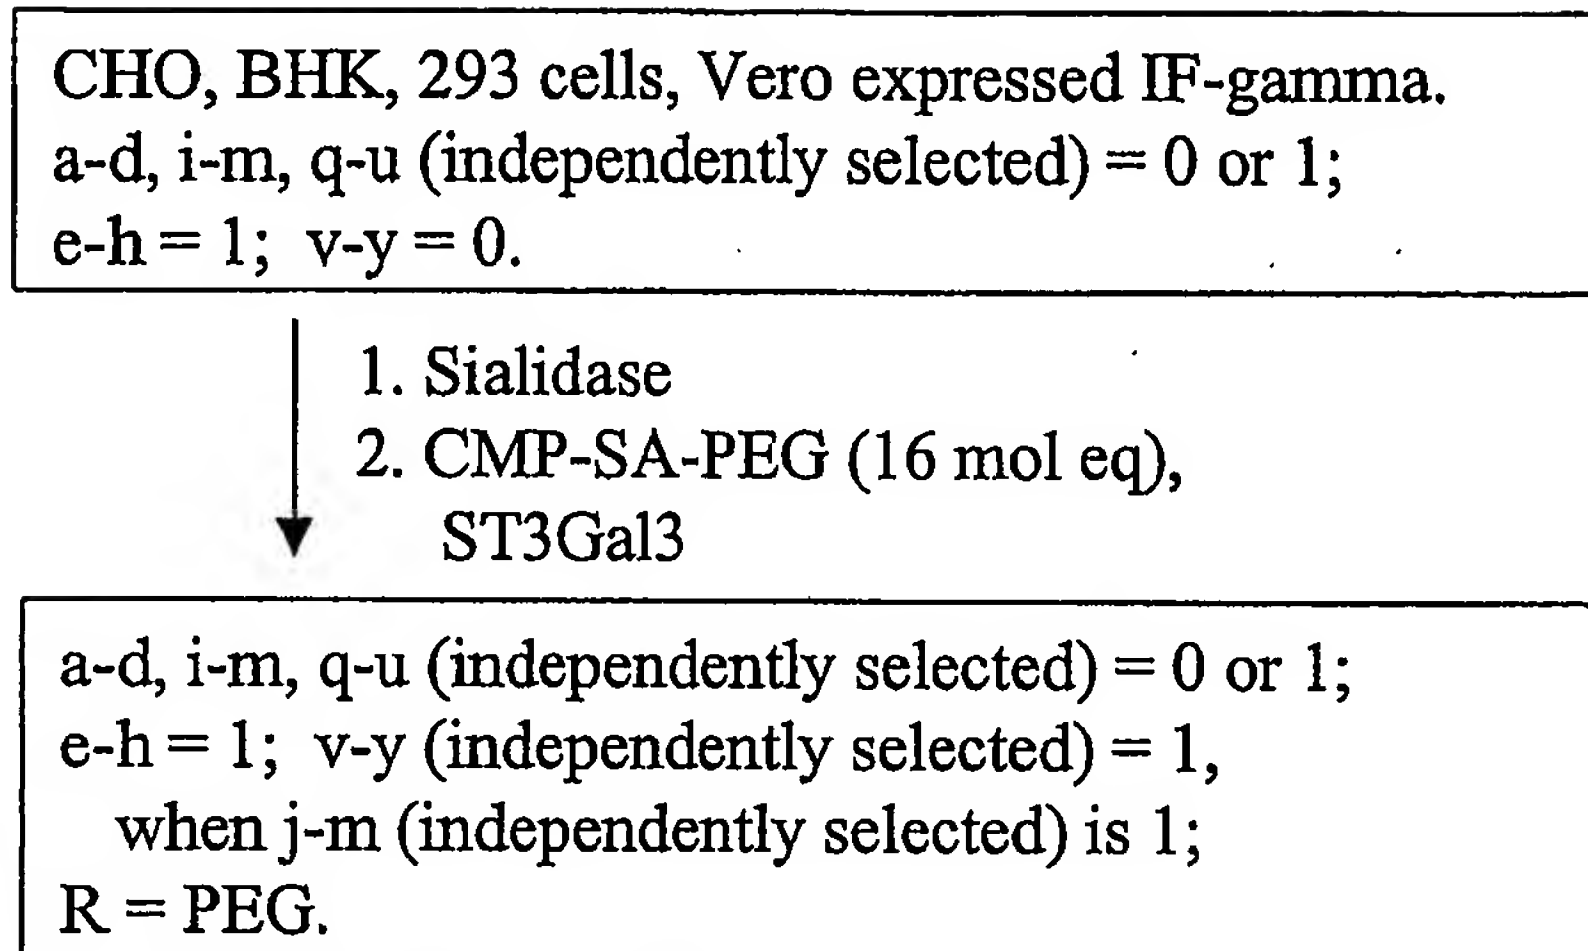 CHO, BHK, 293 cells, Vero expressed IF-gamma.
a-d, i-m, q-u (independently selected) = 0 or 1;
e-h = 1; v-y = 0.
1. Sialidase
2. CMP-SA-PEG (16 mol eq),
ST3Gal3
a-d, i-m, q-u (independently selected) = 0 or 1;
e-h = 1; v-y (independently selected) = 1,
when j-m (independently selected) is 1;
R = PEG.